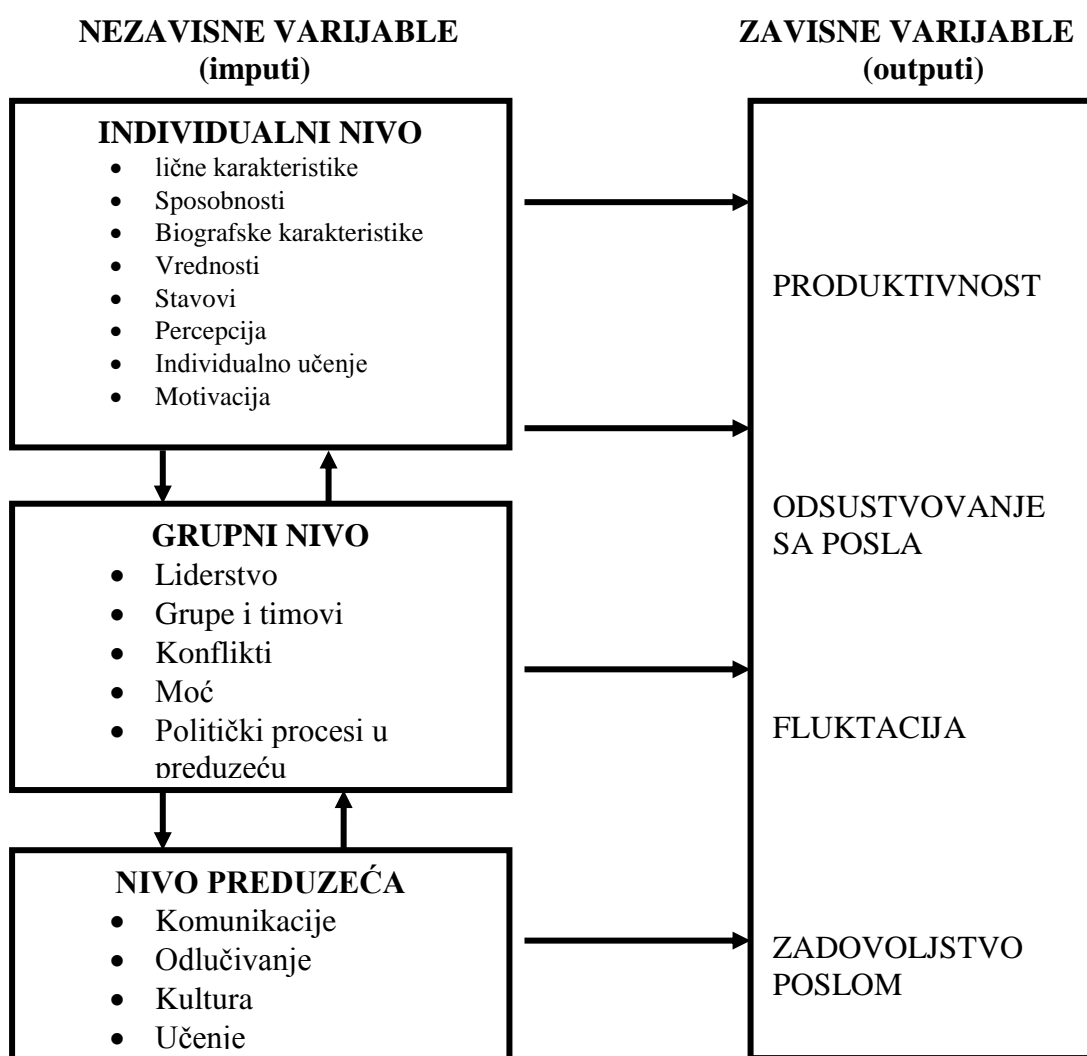 NEZAVISNE VARIJABLE
(imputi)
ZAVISNE VARIJABLE
(outputi)
INDIVIDUALNI NIVO
• lične karakteristike
• Sposobnosti
• Biografske karakteristike
• Vrednosti
• Stavovi
• Percepcija
• Individualno učenje
• Motivacija
GRUPNI NIVO
• Liderstvo
• Grupe i timovi
• Konflikti
• Moć
• Politički procesi u
preduzeću
NIVO PREDUZEĆA
• Komunikacije
• Odlučivanje
• Kultura
• Učenje
PRODUKTIVNOST
ODSUSTVOVANJE
SA POSLA
FLUKTACIJA
ZADOVOLJSTVO
POSLOM